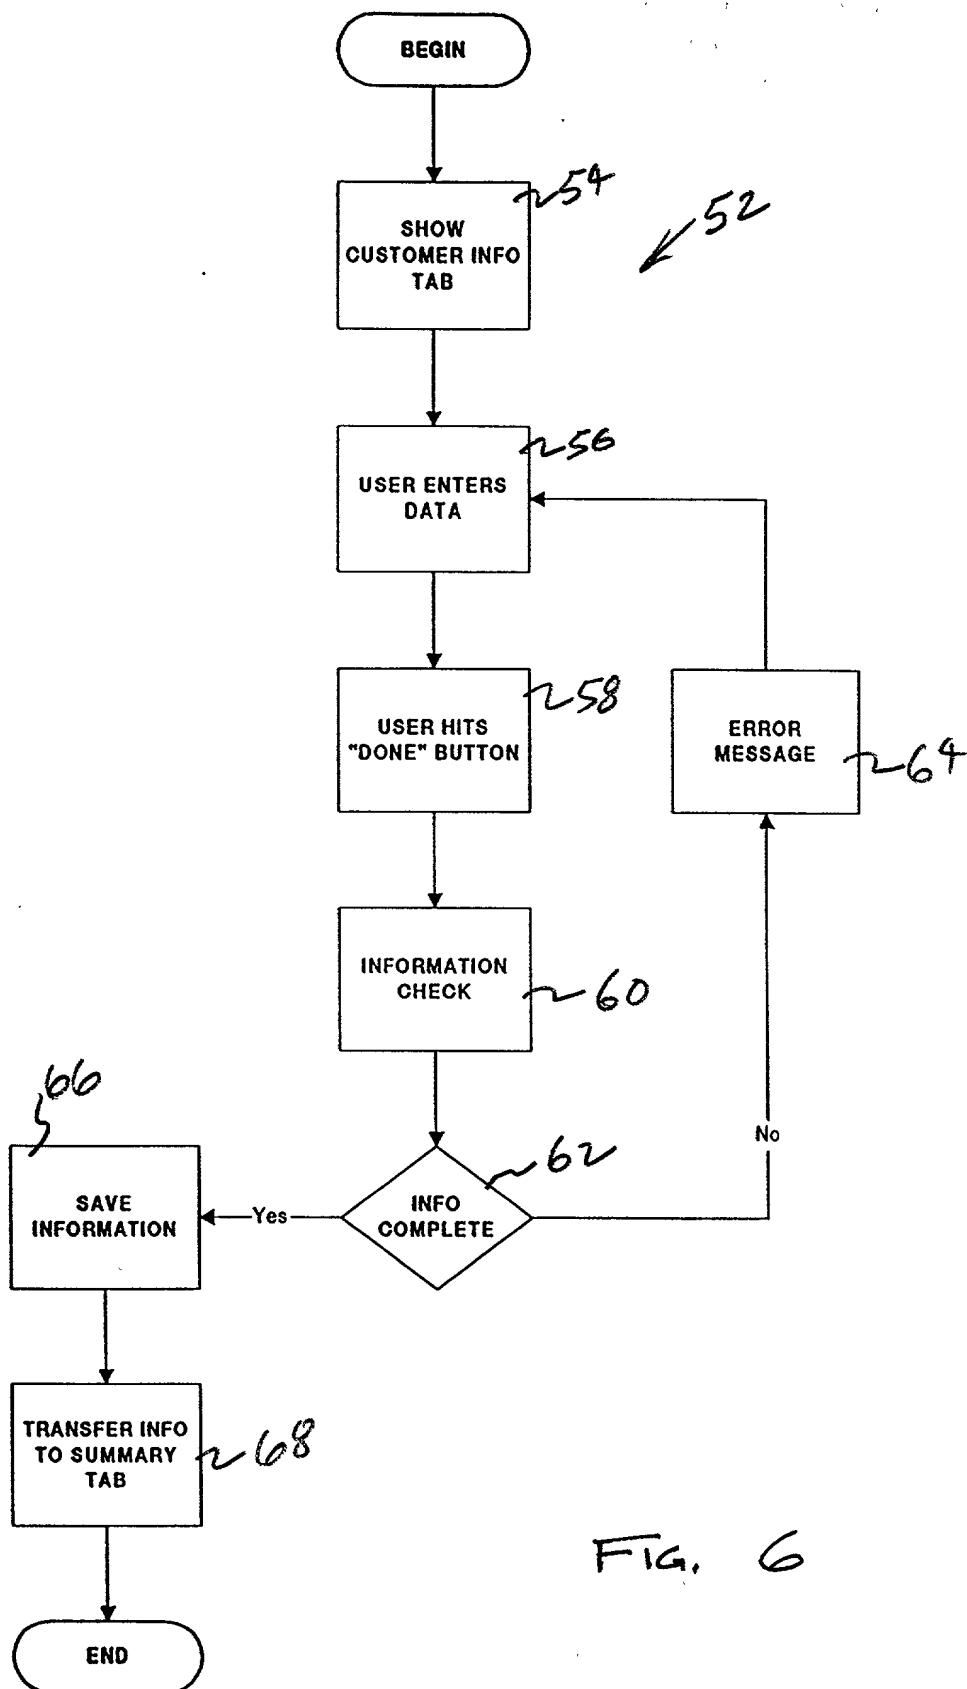 BEGIN
54
SHOW
CUSTOMER INFO
TAB
52
56
USER ENTERS
DATA
58
USER HITS
"DONE" BUTTON
ERROR
MESSAGE
64
INFORMATION
CHECK
60
66
No
62
SAVE
INFORMATION
Yes
INFO
COMPLETE
TRANSFER INFO
TO SUMMARY
TAB
68
FIG. 6
END